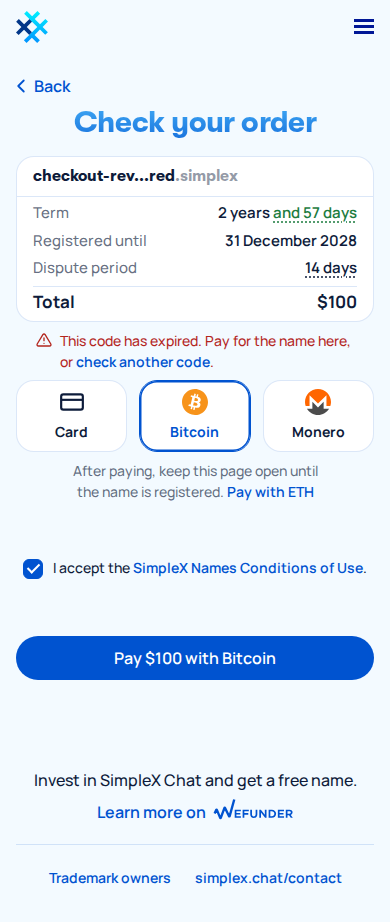 Back
Check your order
checkout-rev...red.simplex
Term 2 years and 57 days
Registered until 31 December 2028
Dispute period 14 days
Total $100
This code has expired. Pay for the name here,
or check another code.
Card Bitcoin Monero
After paying, keep this page open until
the name is registered. Pay with ETH
I accept the SimpleX Names Conditions of Use.
Pay $100 with Bitcoin
Invest in SimpleX Chat and get a free name.
Learn more on WEFUNDER
Trademark owners simplex.chat/contact